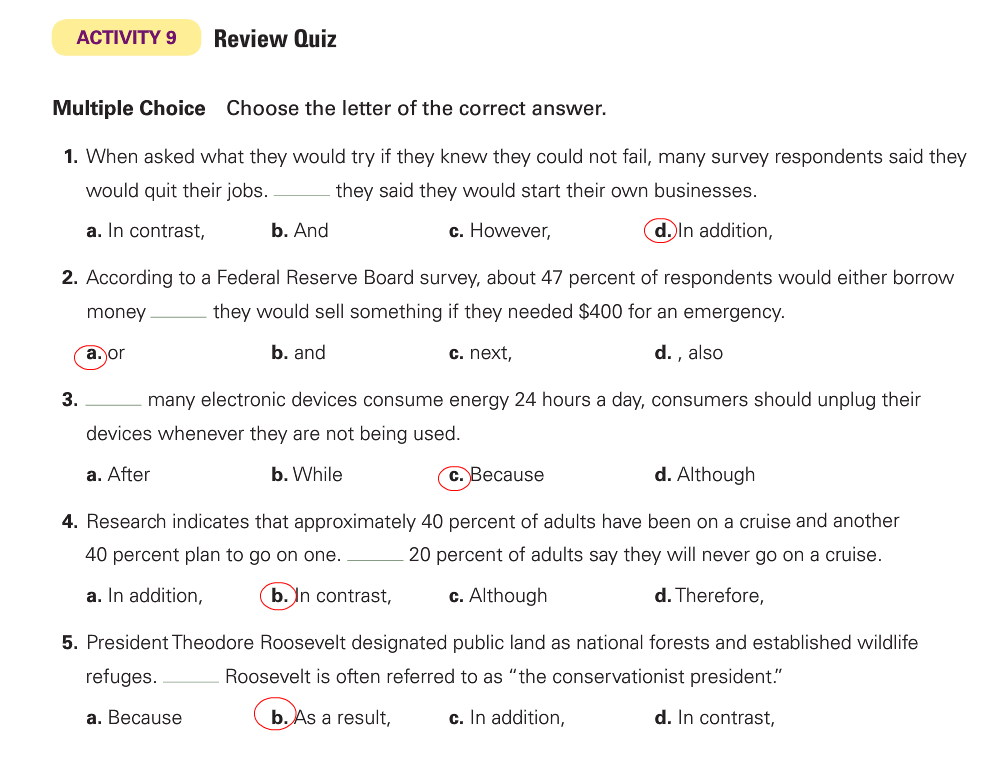 ACTIVITY 9 Review Quiz
Multiple Choice Choose the letter of the correct answer.
1. When asked what they would try if they knew they could not fail, many survey respondents said they
would quit their jobs. ______ they said they would start their own businesses.
a. In contrast, b. And c. However, d. In addition,
2. According to a Federal Reserve Board survey, about 47 percent of respondents would either borrow
money ______ they would sell something if they needed $400 for an emergency.
a. or b. and c. next, d. , also
3. ______ many electronic devices consume energy 24 hours a day, consumers should unplug their
devices whenever they are not being used.
a. After b. While c. Because d. Although
4. Research indicates that approximately 40 percent of adults have been on a cruise and another
40 percent plan to go on one. ______ 20 percent of adults say they will never go on a cruise.
a. In addition, b. In contrast, c. Although d. Therefore,
5. President Theodore Roosevelt designated public land as national forests and established wildlife
refuges. ______ Roosevelt is often referred to as “the conservationist president.”
a. Because b. As a result, c. In addition, d. In contrast,